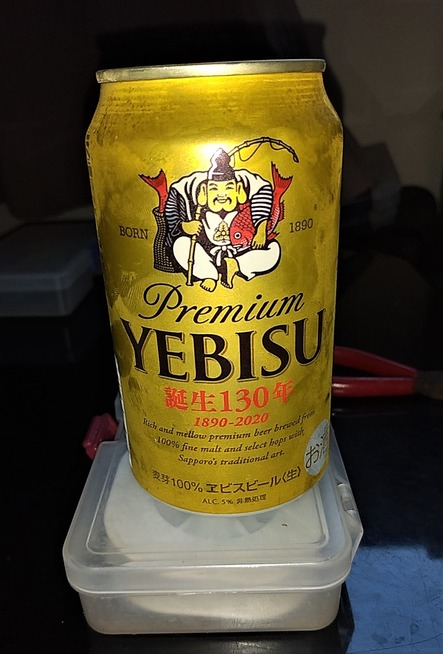 BORN 1890
Premium
YEBISU
誕生130年
1890-2020
Rich and mellow premium beer brewed from
100% fine malt and select hops with
Sapporo's traditional art.
麦芽100% ヱビスビール〈生〉
ALC. 5% 非熱処理
お酒